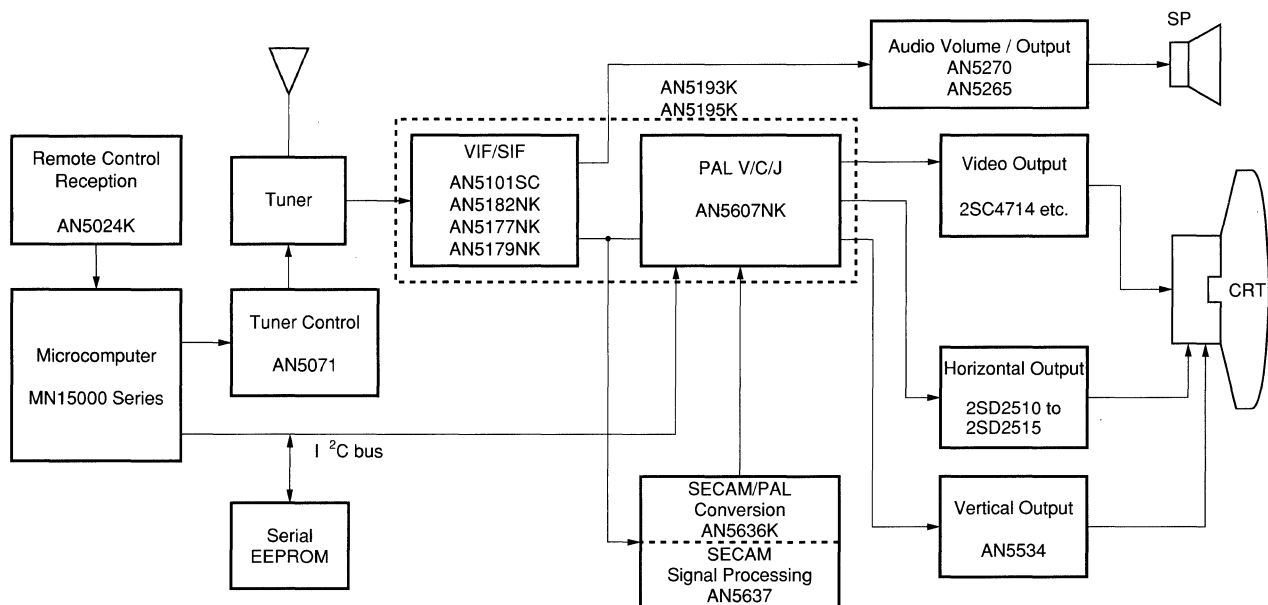 SP
Audio Volume / Output
AN5270
AN5265
AN5193K
AN5195K
Remote Control
Reception
AN5024K
Tuner
VIF/SIF
AN5101SC
AN5182NK
AN5177NK
AN5179NK
PAL V/C/J
AN5607NK
Video Output
2SC4714 etc.
CRT
Microcomputer
MN15000 Series
Tuner Control
AN5071
Horizontal Output
2SD2510 to
2SD2515
I ²C bus
Serial
EEPROM
SECAM/PAL
Conversion
AN5636K
SECAM
Signal Processing
AN5637
Vertical Output
AN5534